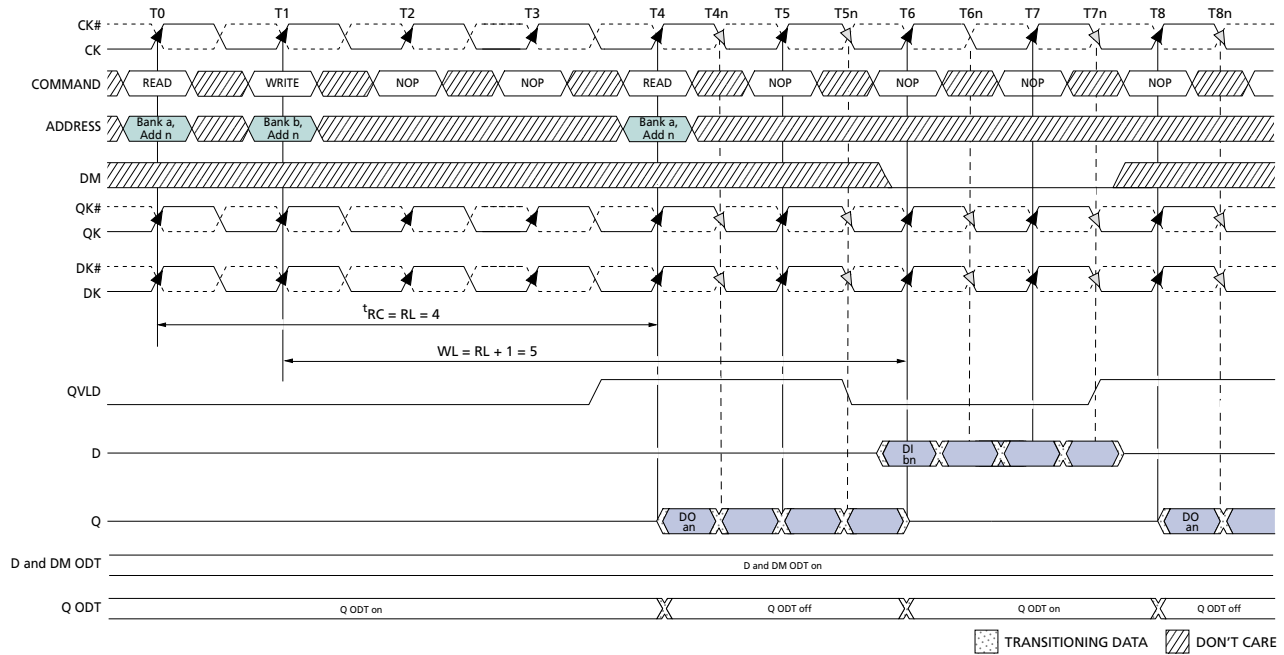 T0 T1 T2 T3 T4 T4n T5 T5n T6 T6n T7 T7n T8 T8n
CK#
CK
COMMAND READ WRITE NOP NOP READ NOP NOP NOP NOP
ADDRESS Bank a, Add n Bank b, Add n Bank a, Add n
DM
QK#
QK
DK#
DK
tRC = RL = 4
WL = RL + 1 = 5
QVLD
D DI bn
Q DO an DO an
D and DM ODT D and DM ODT on
Q ODT Q ODT on Q ODT off Q ODT on Q ODT off
TRANSITIONING DATA DON'T CARE